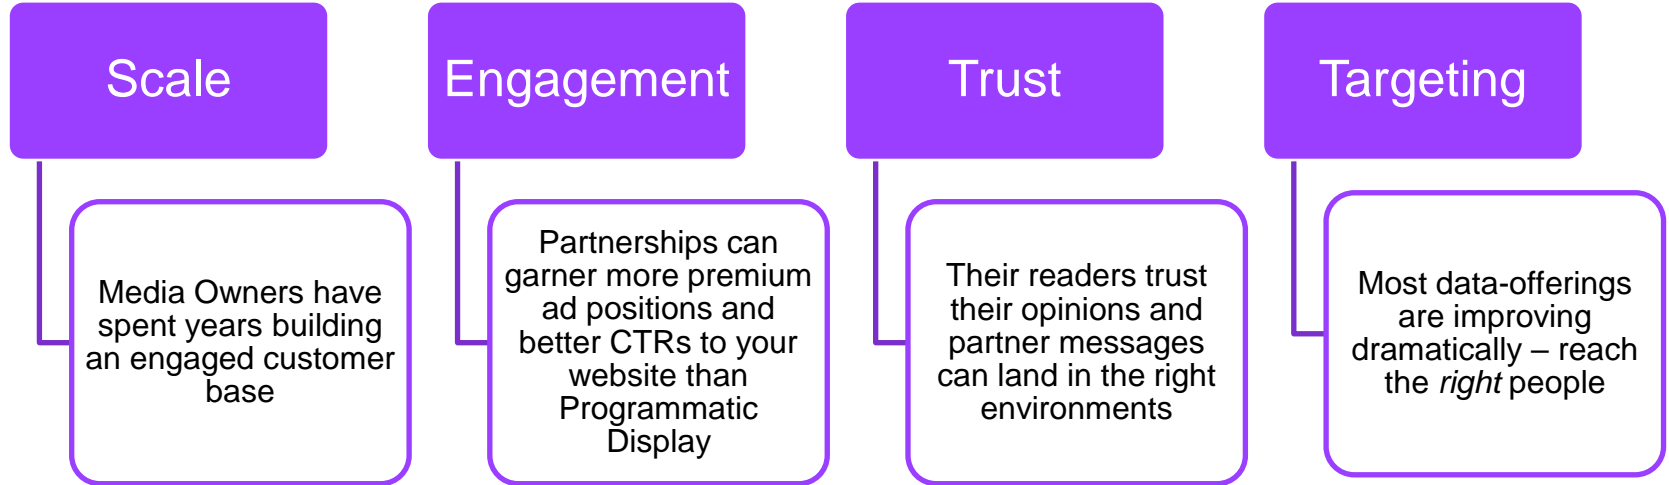 Scale
Media Owners have
spent years building
an engaged customer
base
Engagement
Partnerships can
garner more premium
ad positions and
better CTRs to your
website than
Programmatic
Display
Trust
Their readers trust
their opinions and
partner messages
can land in the right
environments
Targeting
Most data-offerings
are improving
dramatically – reach
the right people